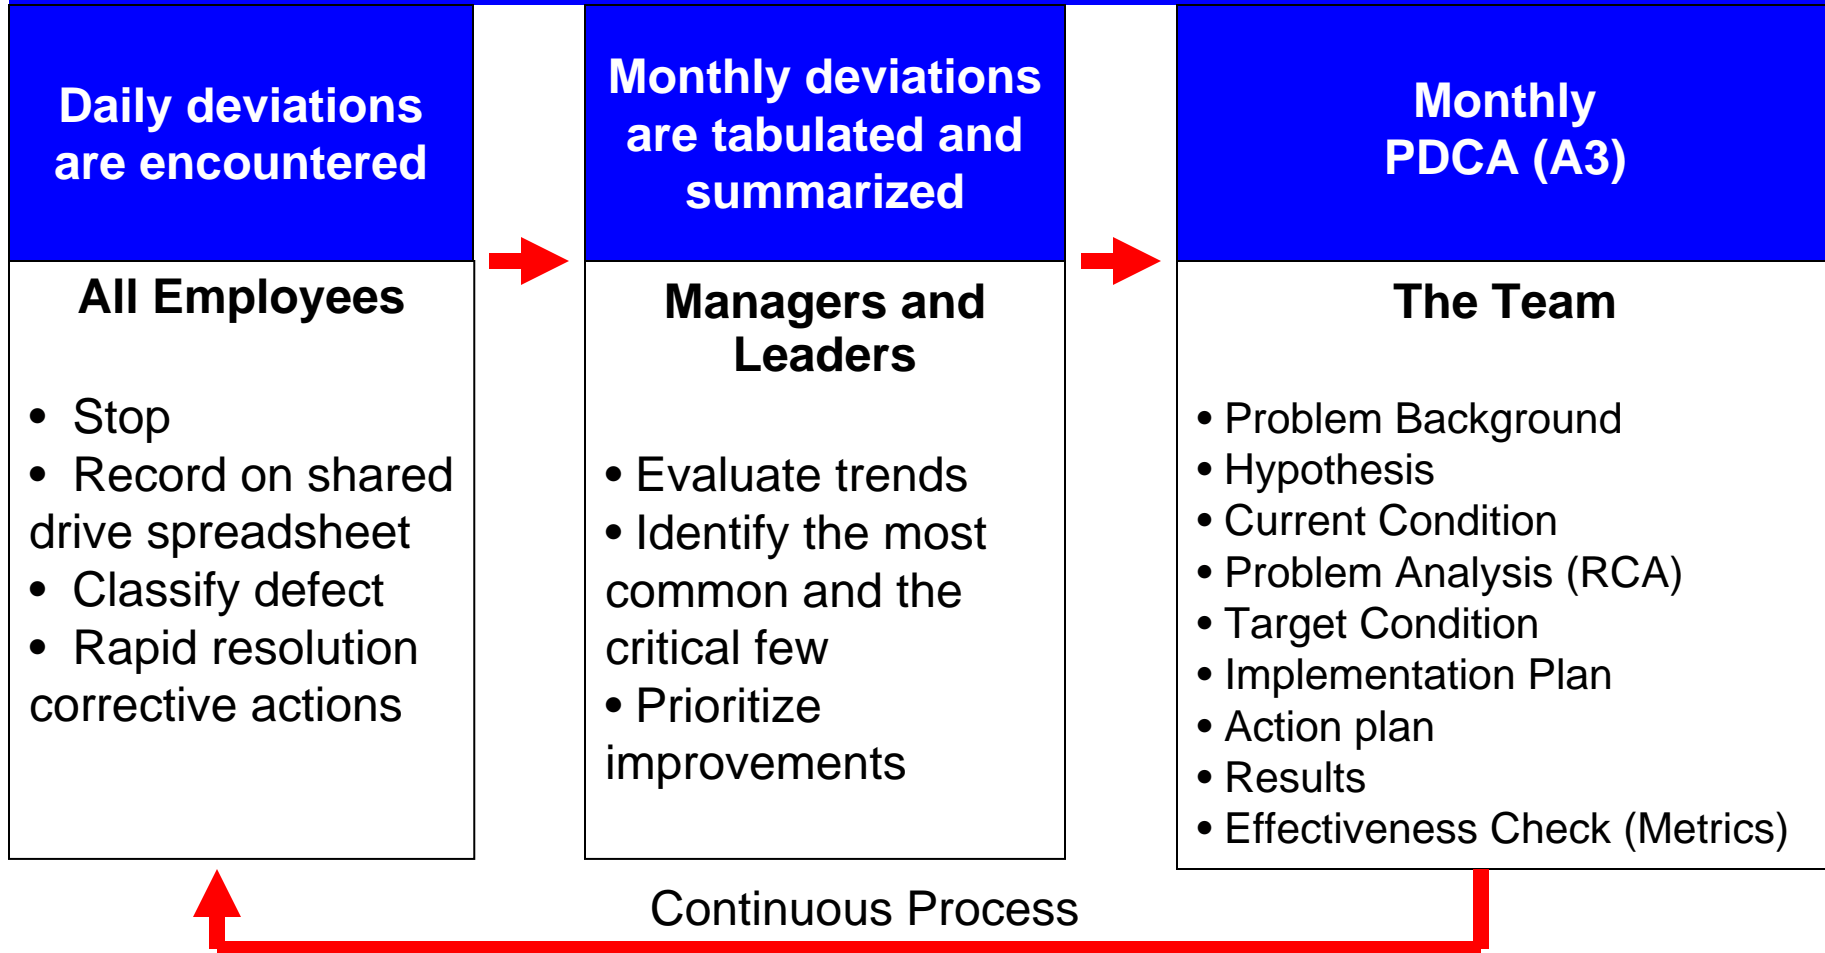 Daily deviations
are encountered
All Employees
• Stop
• Record on shared
drive spreadsheet
• Classify defect
• Rapid resolution
corrective actions
Monthly deviations
are tabulated and
summarized
Managers and
Leaders
• Evaluate trends
• Identify the most
common and the
critical few
• Prioritize
improvements
Monthly
PDCA (A3)
The Team
• Problem Background
• Hypothesis
• Current Condition
• Problem Analysis (RCA)
• Target Condition
• Implementation Plan
• Action plan
• Results
• Effectiveness Check (Metrics)
Continuous Process